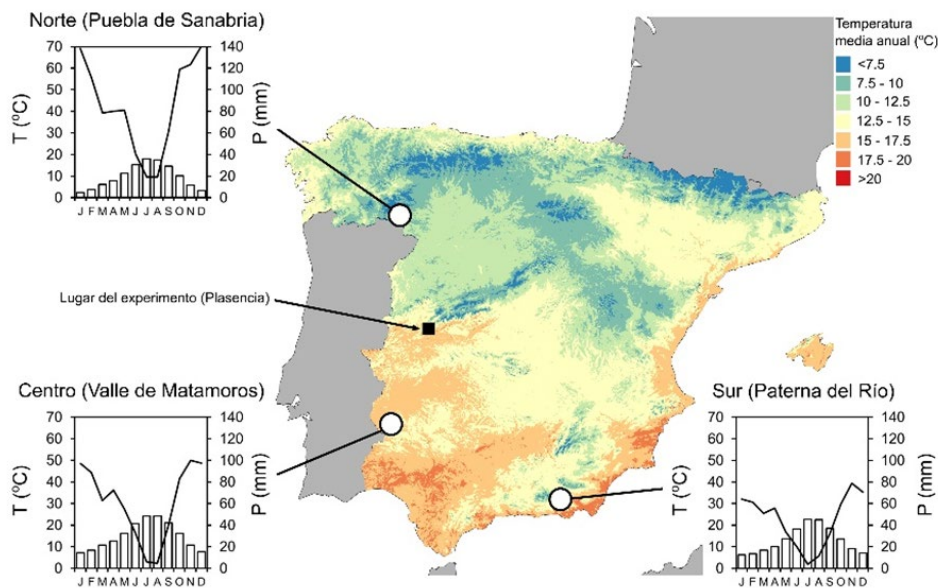 Norte (Puebla de Sanabria)
70
60
50
40
30
20
10
0
T (ºC)
140
120
100
80
60
40
20
0
P (mm)
J F M A M J J A S O N D
Temperatura
media anual (ºC)
<7.5
7.5 - 10
10 - 12.5
12.5 - 15
15 - 17.5
17.5 - 20
>20
Lugar del experimento (Plasencia)
Centro (Valle de Matamoros)
70
60
50
40
30
20
10
0
T (ºC)
140
120
100
80
60
40
20
0
P (mm)
J F M A M J J A S O N D
Sur (Paterna del Río)
70
60
50
40
30
20
10
0
T (ºC)
140
120
100
80
60
40
20
0
P (mm)
J F M A M J J A S O N D